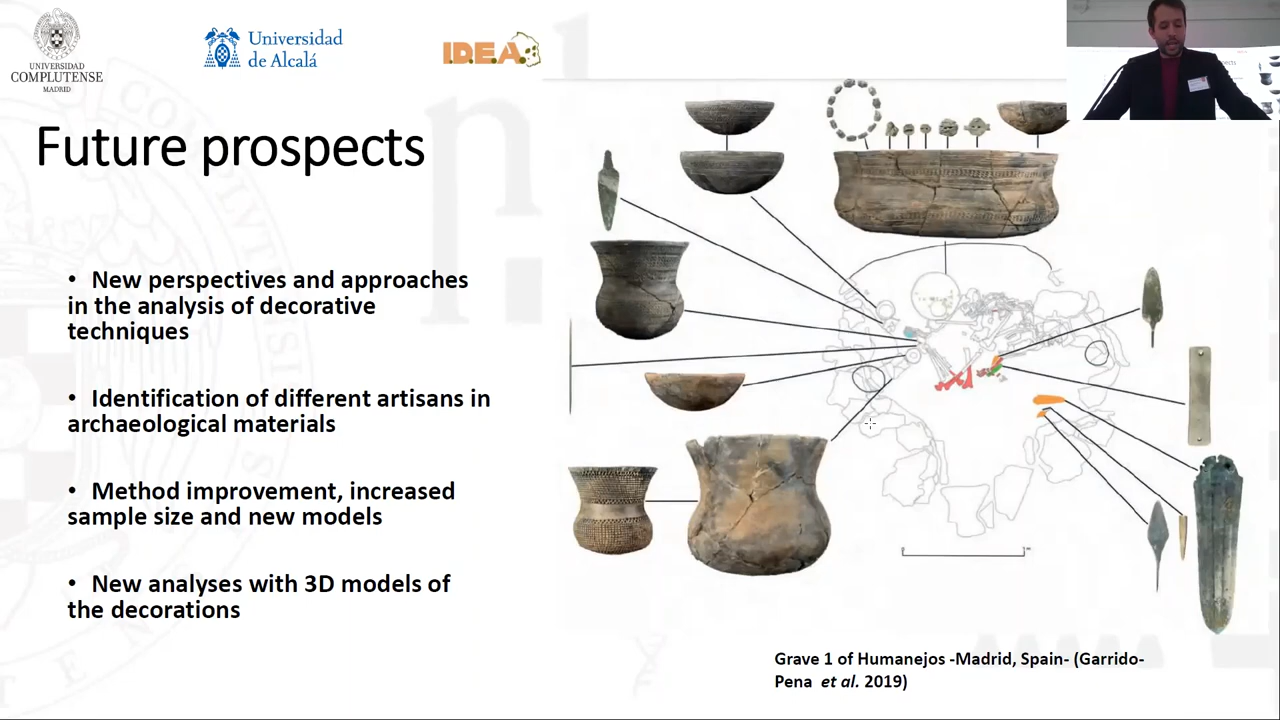 UNIVERSIDAD
COMPLUTENSE
MADRID
Universidad
de Alcalá
I.D.E.A.
Future prospects
• New perspectives and approaches
in the analysis of decorative
techniques
• Identification of different artisans in
archaeological materials
• Method improvement, increased
sample size and new models
• New analyses with 3D models of
the decorations
Grave 1 of Humanejos -Madrid, Spain- (Garrido-
Pena et al. 2019)